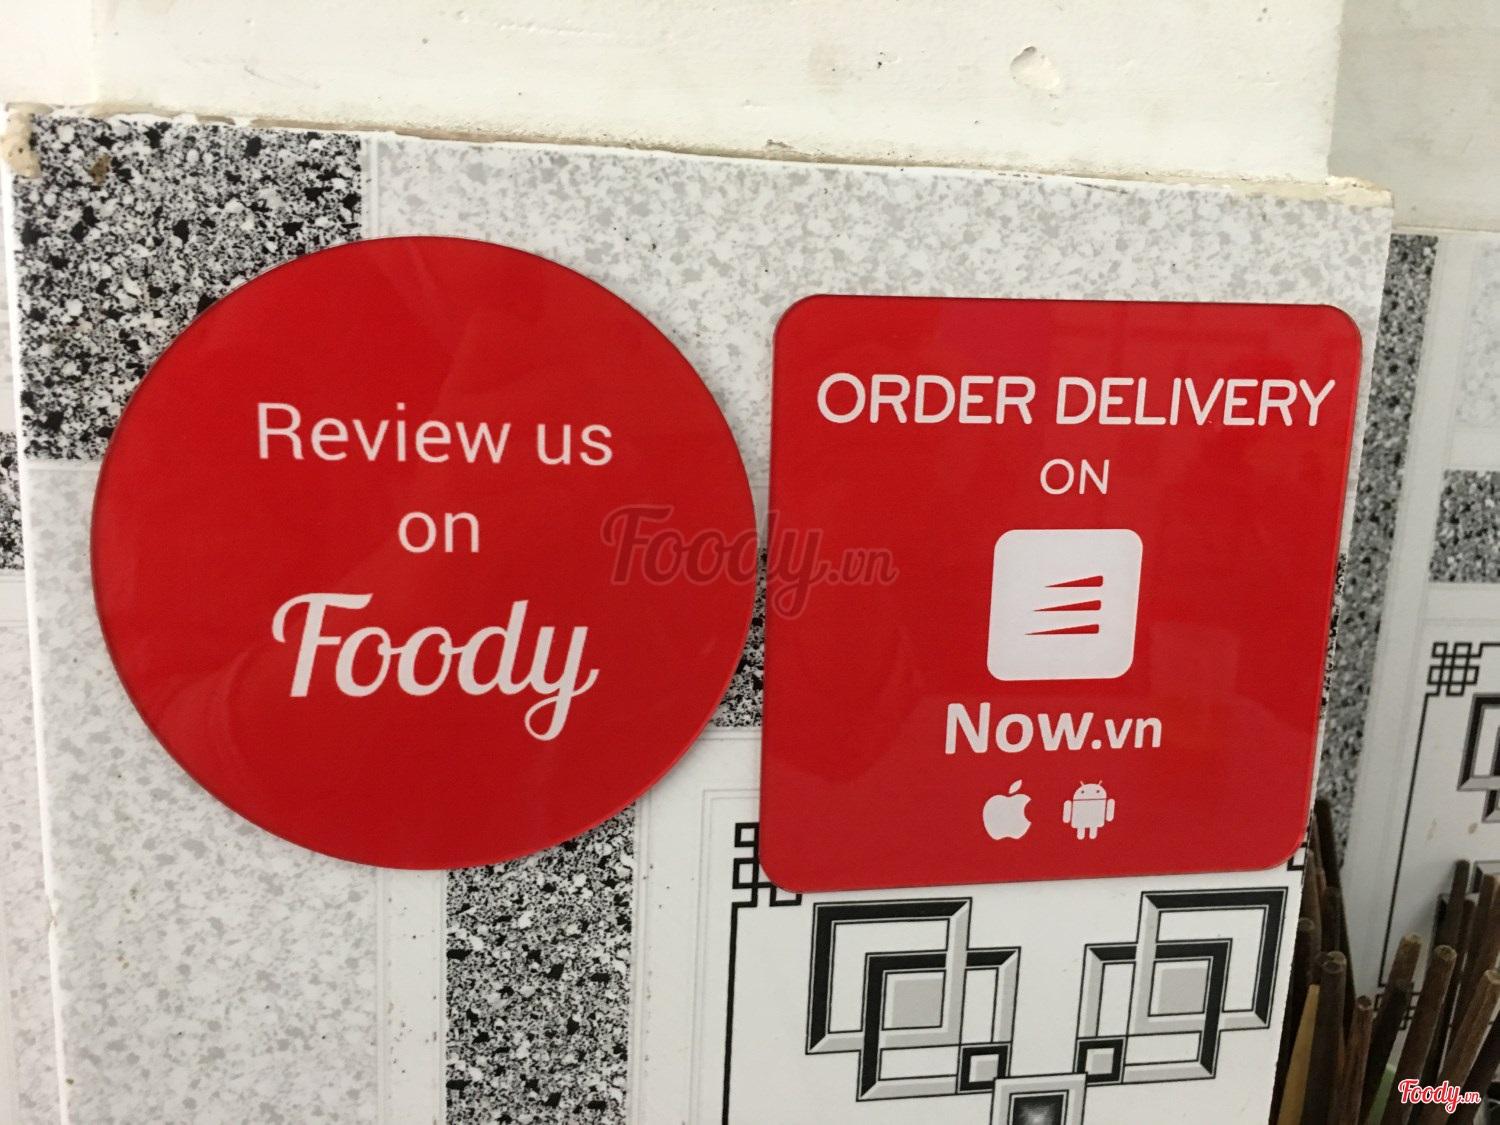 Review us
on
Foody
ORDER DELIVERY
ON
Now.vn
Foody.vn
Foody.vn